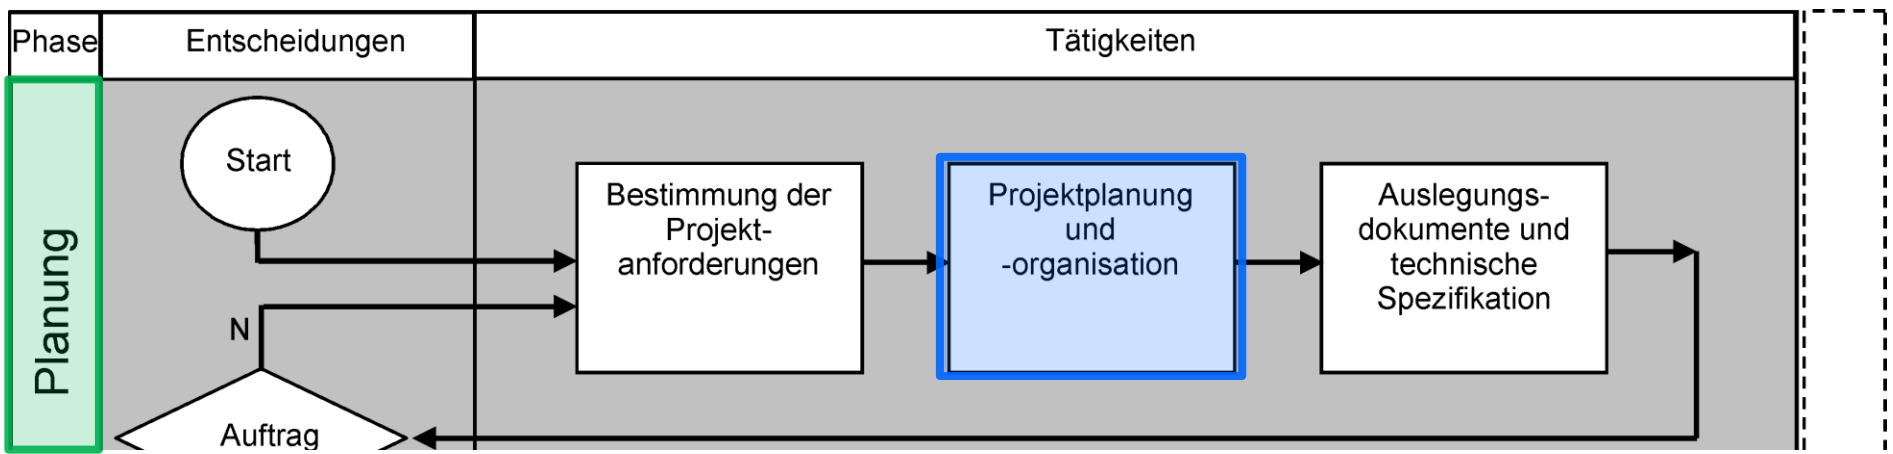 Phase
Entscheidungen
Tätigkeiten
Planung
Start
Bestimmung der
Projekt-
anforderungen
Projektplanung
und
-organisation
Auslegungs-
dokumente und
technische
Spezifikation
N
Auftrag